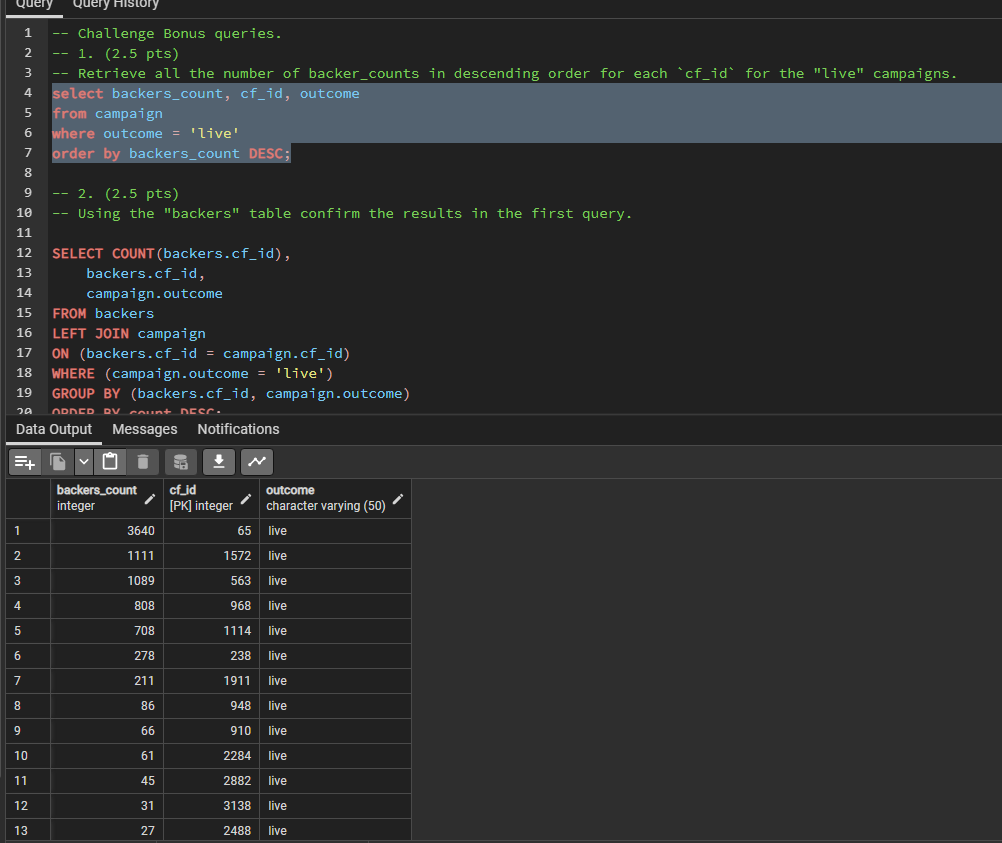 Query Query History
1 -- Challenge Bonus queries.
2 -- 1. (2.5 pts)
3 -- Retrieve all the number of backer_counts in descending order for each `cf_id` for the "live" campaigns.
4 select backers_count, cf_id, outcome
5 from campaign
6 where outcome = 'live'
7 order by backers_count DESC;
8
9 -- 2. (2.5 pts)
10 -- Using the "backers" table confirm the results in the first query.
11
12 SELECT COUNT(backers.cf_id),
13 backers.cf_id,
14 campaign.outcome
15 FROM backers
16 LEFT JOIN campaign
17 ON (backers.cf_id = campaign.cf_id)
18 WHERE (campaign.outcome = 'live')
19 GROUP BY (backers.cf_id, campaign.outcome)
20 ORDER BY count DESC;
Data Output Messages Notifications
backers_count cf_id outcome
integer [PK] integer character varying (50)
1 3640 65 live
2 1111 1572 live
3 1089 563 live
4 808 968 live
5 708 1114 live
6 278 238 live
7 211 1911 live
8 86 948 live
9 66 910 live
10 61 2284 live
11 45 2882 live
12 31 3138 live
13 27 2488 live